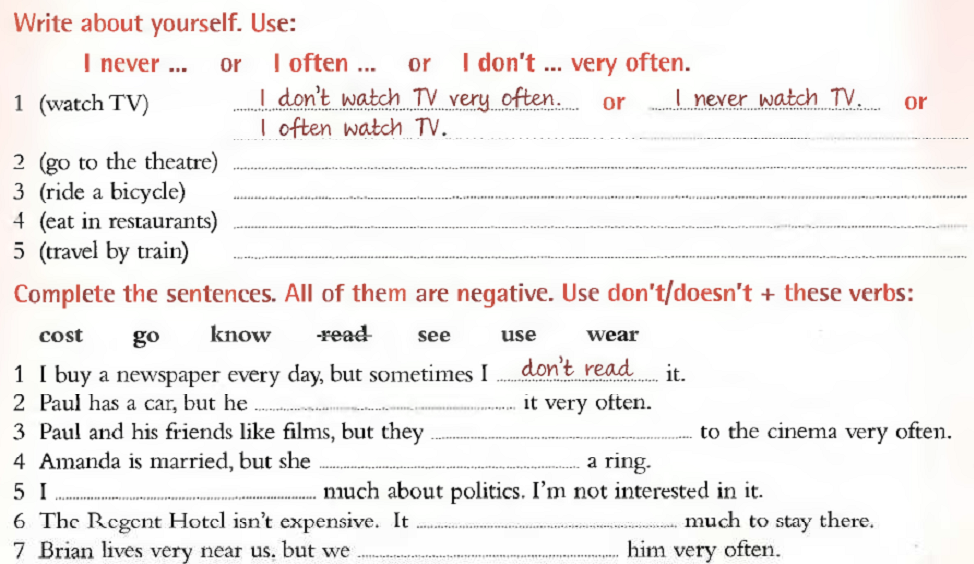 Write about yourself. Use:
I never ... or I often ... or I don't ... very often.
1 (watch TV) I don't watch TV very often. or I never watch TV. or
I often watch TV.
2 (go to the theatre)
3 (ride a bicycle)
4 (eat in restaurants)
5 (travel by train)
Complete the sentences. All of them are negative. Use don't/doesn't + these verbs:
cost go know read see use wear
1 I buy a newspaper every day, but sometimes I don't read it.
2 Paul has a car, but he it very often.
3 Paul and his friends like films, but they to the cinema very often.
4 Amanda is married, but she a ring.
5 I much about politics. I'm not interested in it.
6 The Regent Hotel isn't expensive. It much to stay there.
7 Brian lives very near us, but we him very often.